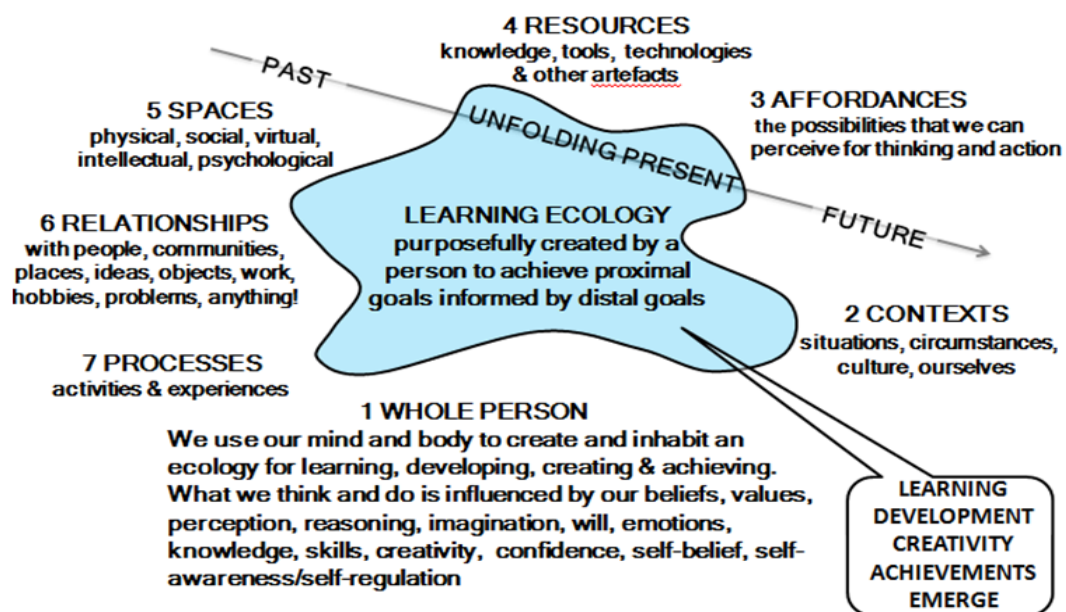 4 RESOURCES
knowledge, tools, technologies
& other artefacts
PAST
UNFOLDING PRESENT
FUTURE
3 AFFORDANCES
the possibilities that we can
perceive for thinking and action
5 SPACES
physical, social, virtual,
intellectual, psychological
LEARNING ECOLOGY
purposefully created by a
person to achieve proximal
goals informed by distal goals
6 RELATIONSHIPS
with people, communities,
places, ideas, objects, work,
hobbies, problems, anything!
2 CONTEXTS
situations, circumstances,
culture, ourselves
7 PROCESSES
activities & experiences
1 WHOLE PERSON
We use our mind and body to create and inhabit an
ecology for learning, developing, creating & achieving.
What we think and do is influenced by our beliefs, values,
perception, reasoning, imagination, will, emotions,
knowledge, skills, creativity, confidence, self-belief, self-
awareness/self-regulation
LEARNING
DEVELOPMENT
CREATIVITY
ACHIEVEMENTS
EMERGE